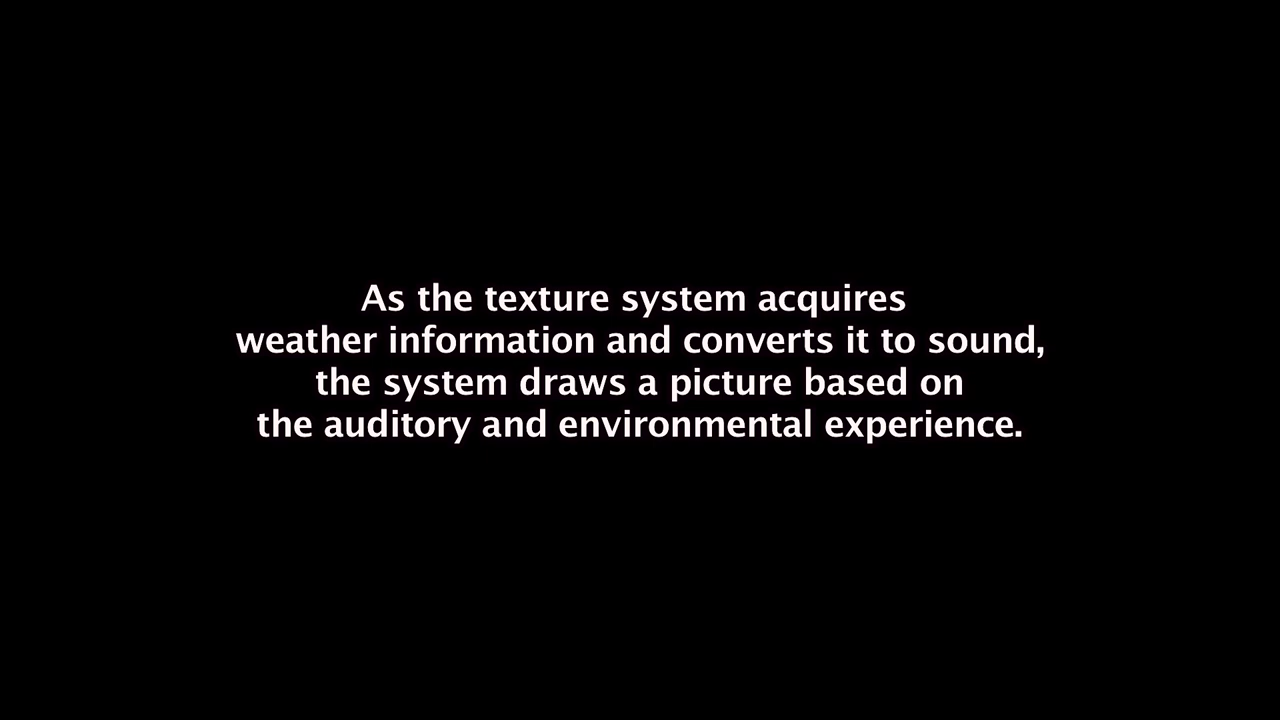 As the texture system acquires
weather information and converts it to sound,
the system draws a picture based on
the auditory and environmental experience.